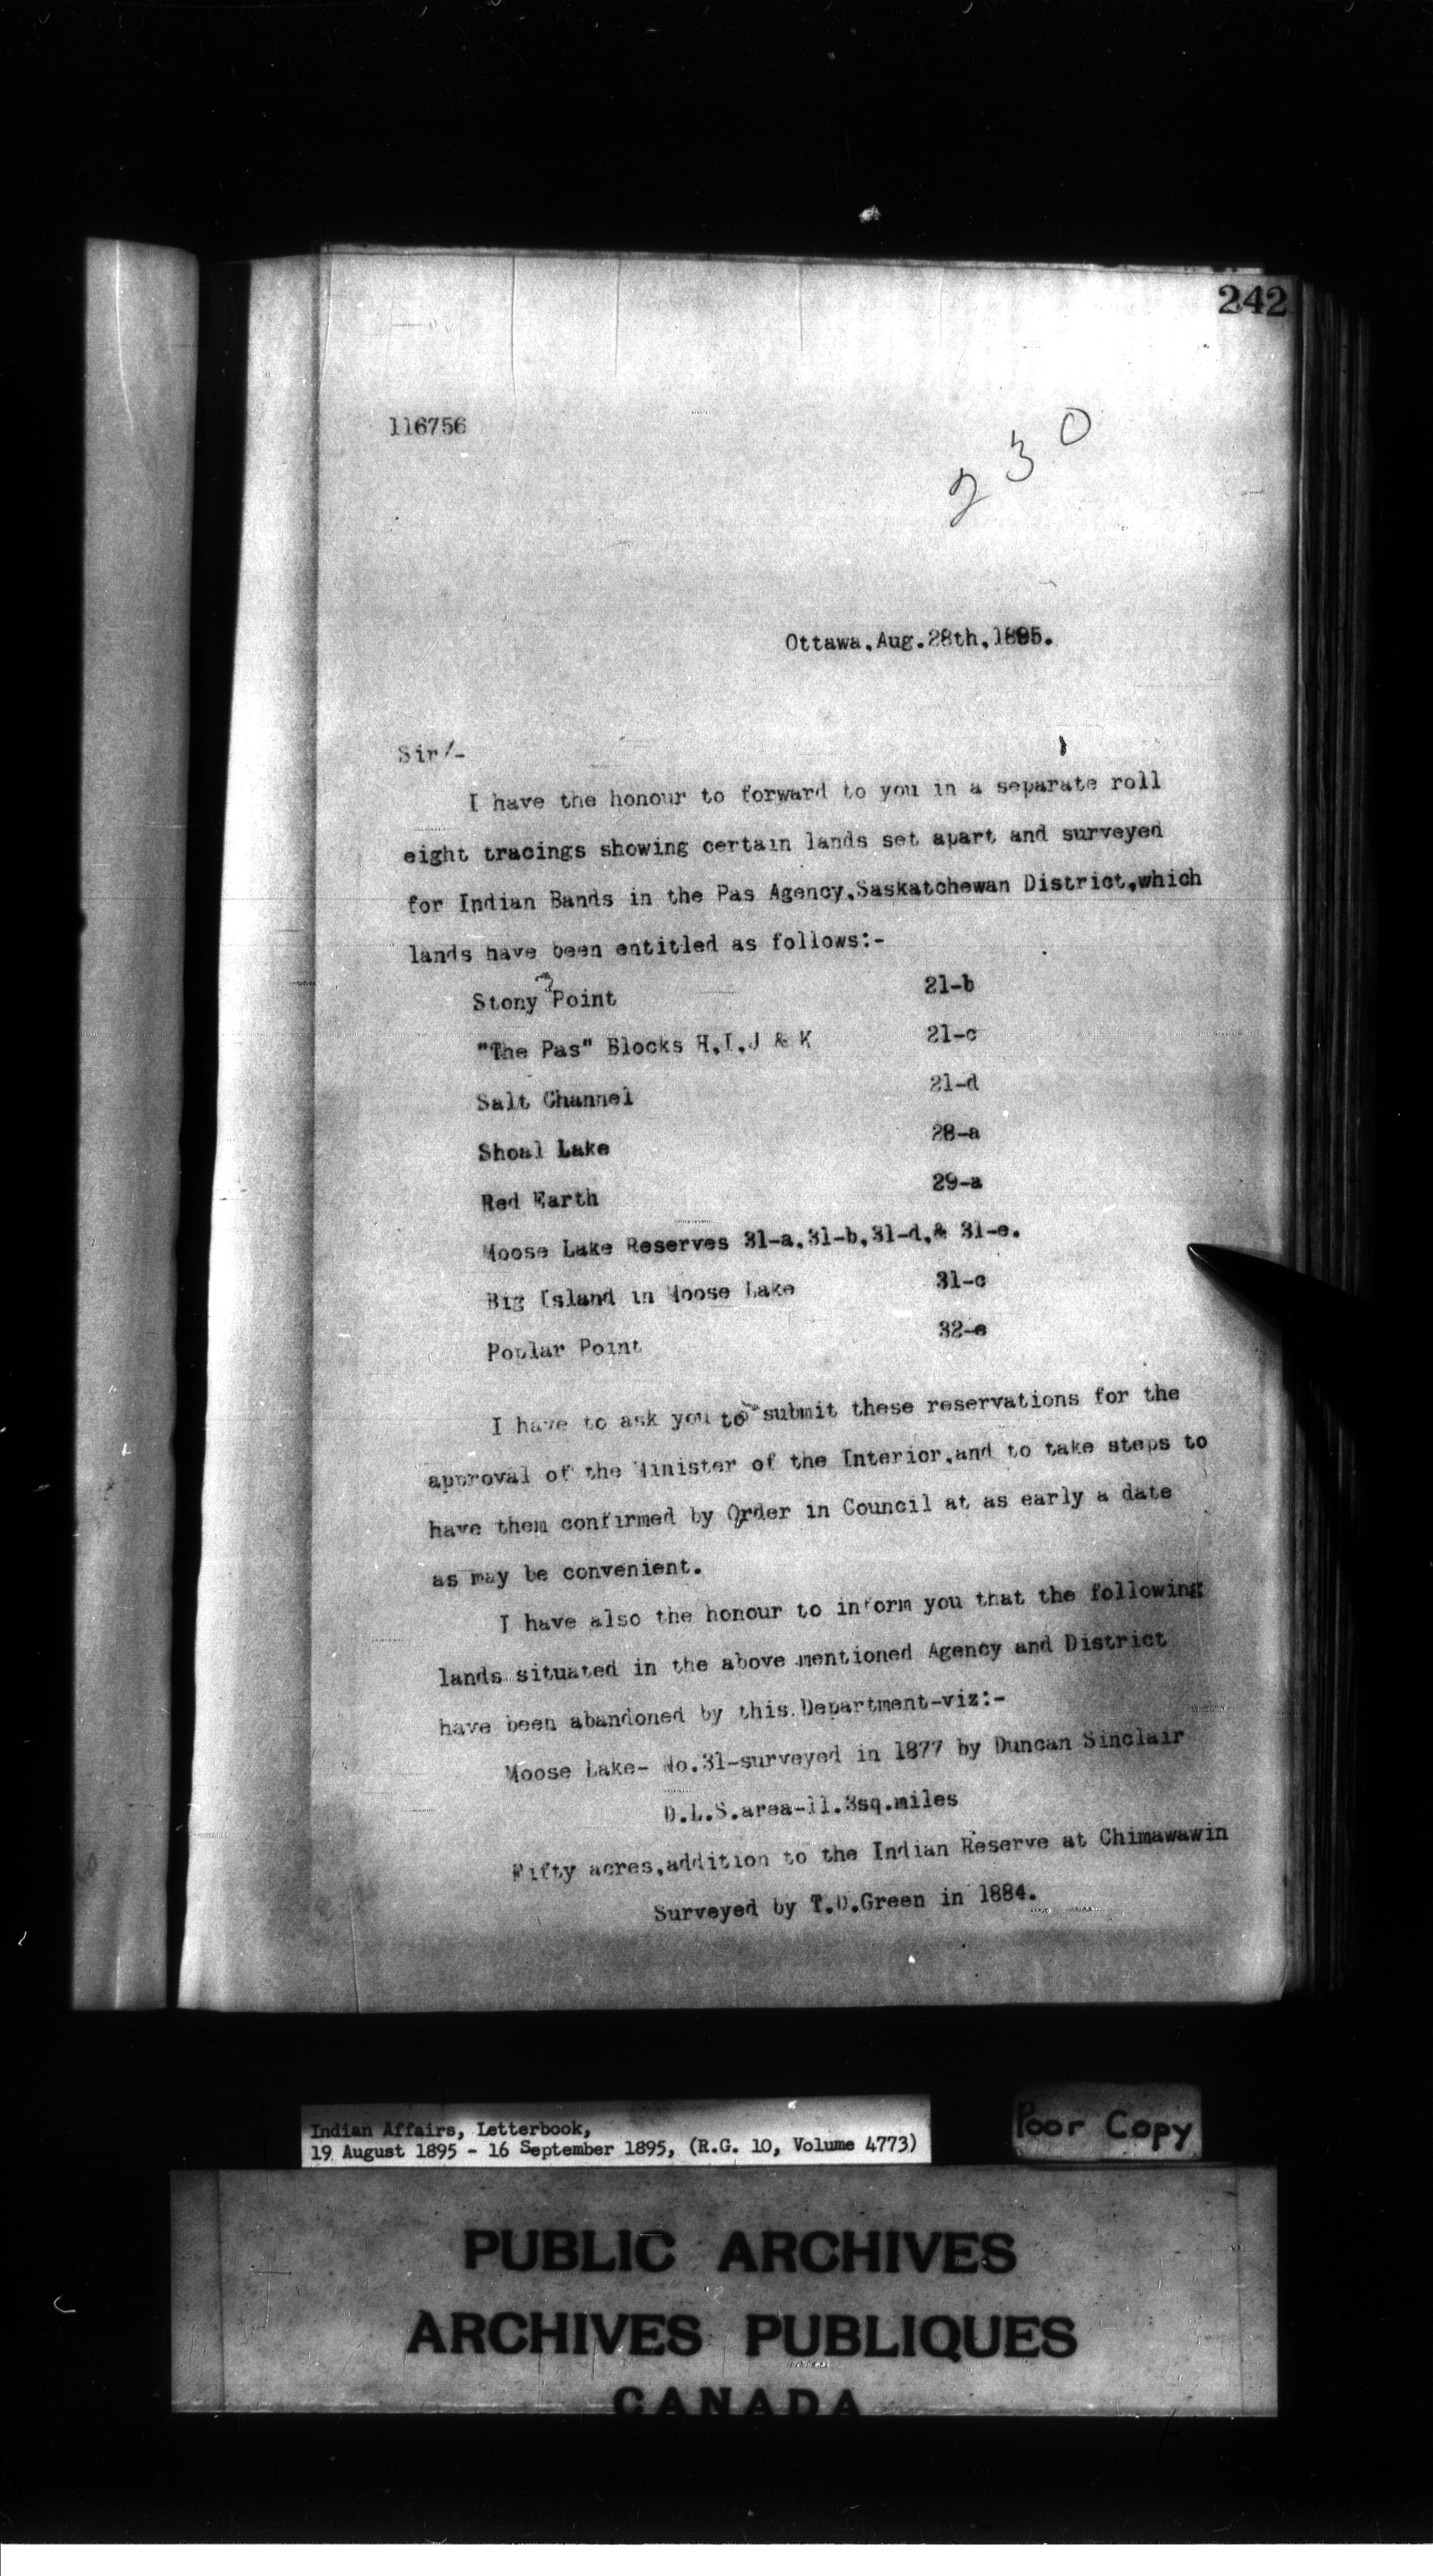 242
116756
230
Ottawa.Aug.28th.1895.
Sir/-
I have the honour to forward to you in a separate roll
eight tracings showing certain lands set apart and surveyed
for Indian Bands in the Pas Agency.Saskatchewan District,which
lands have been entitled as follows:-
Stony Point 21-b
"The Pas" Blocks H.I.J & K 21-c
Salt Channel 21-d
Shoal Lake 28-a
Red Earth 29-a
Moose Lake Reserves 31-a.31-b.31-d.& 31-e.
Big Island in Moose Lake 31-c
Poplar Point 32-e
I have to ask you to submit these reservations for the
approval of the Minister of the Interior.and to take steps to
have them confirmed by Order in Council at as early a date
as may be convenient.
I have also the honour to inform you that the following
lands situated in the above mentioned Agency and District
have been abandoned by this Department-viz:-
Moose Lake- No.31-surveyed in 1877 by Duncan Sinclair
D.L.S.area-11.3sq.miles
Fifty acres,addition to the Indian Reserve at Chimawawin
Surveyed by T.D.Green in 1884.
Indian Affairs, Letterbook,
19 August 1895 - 16 September 1895, (R.G. 10, Volume 4773)
Poor Copy
PUBLIC ARCHIVES
ARCHIVES PUBLIQUES
CANADA